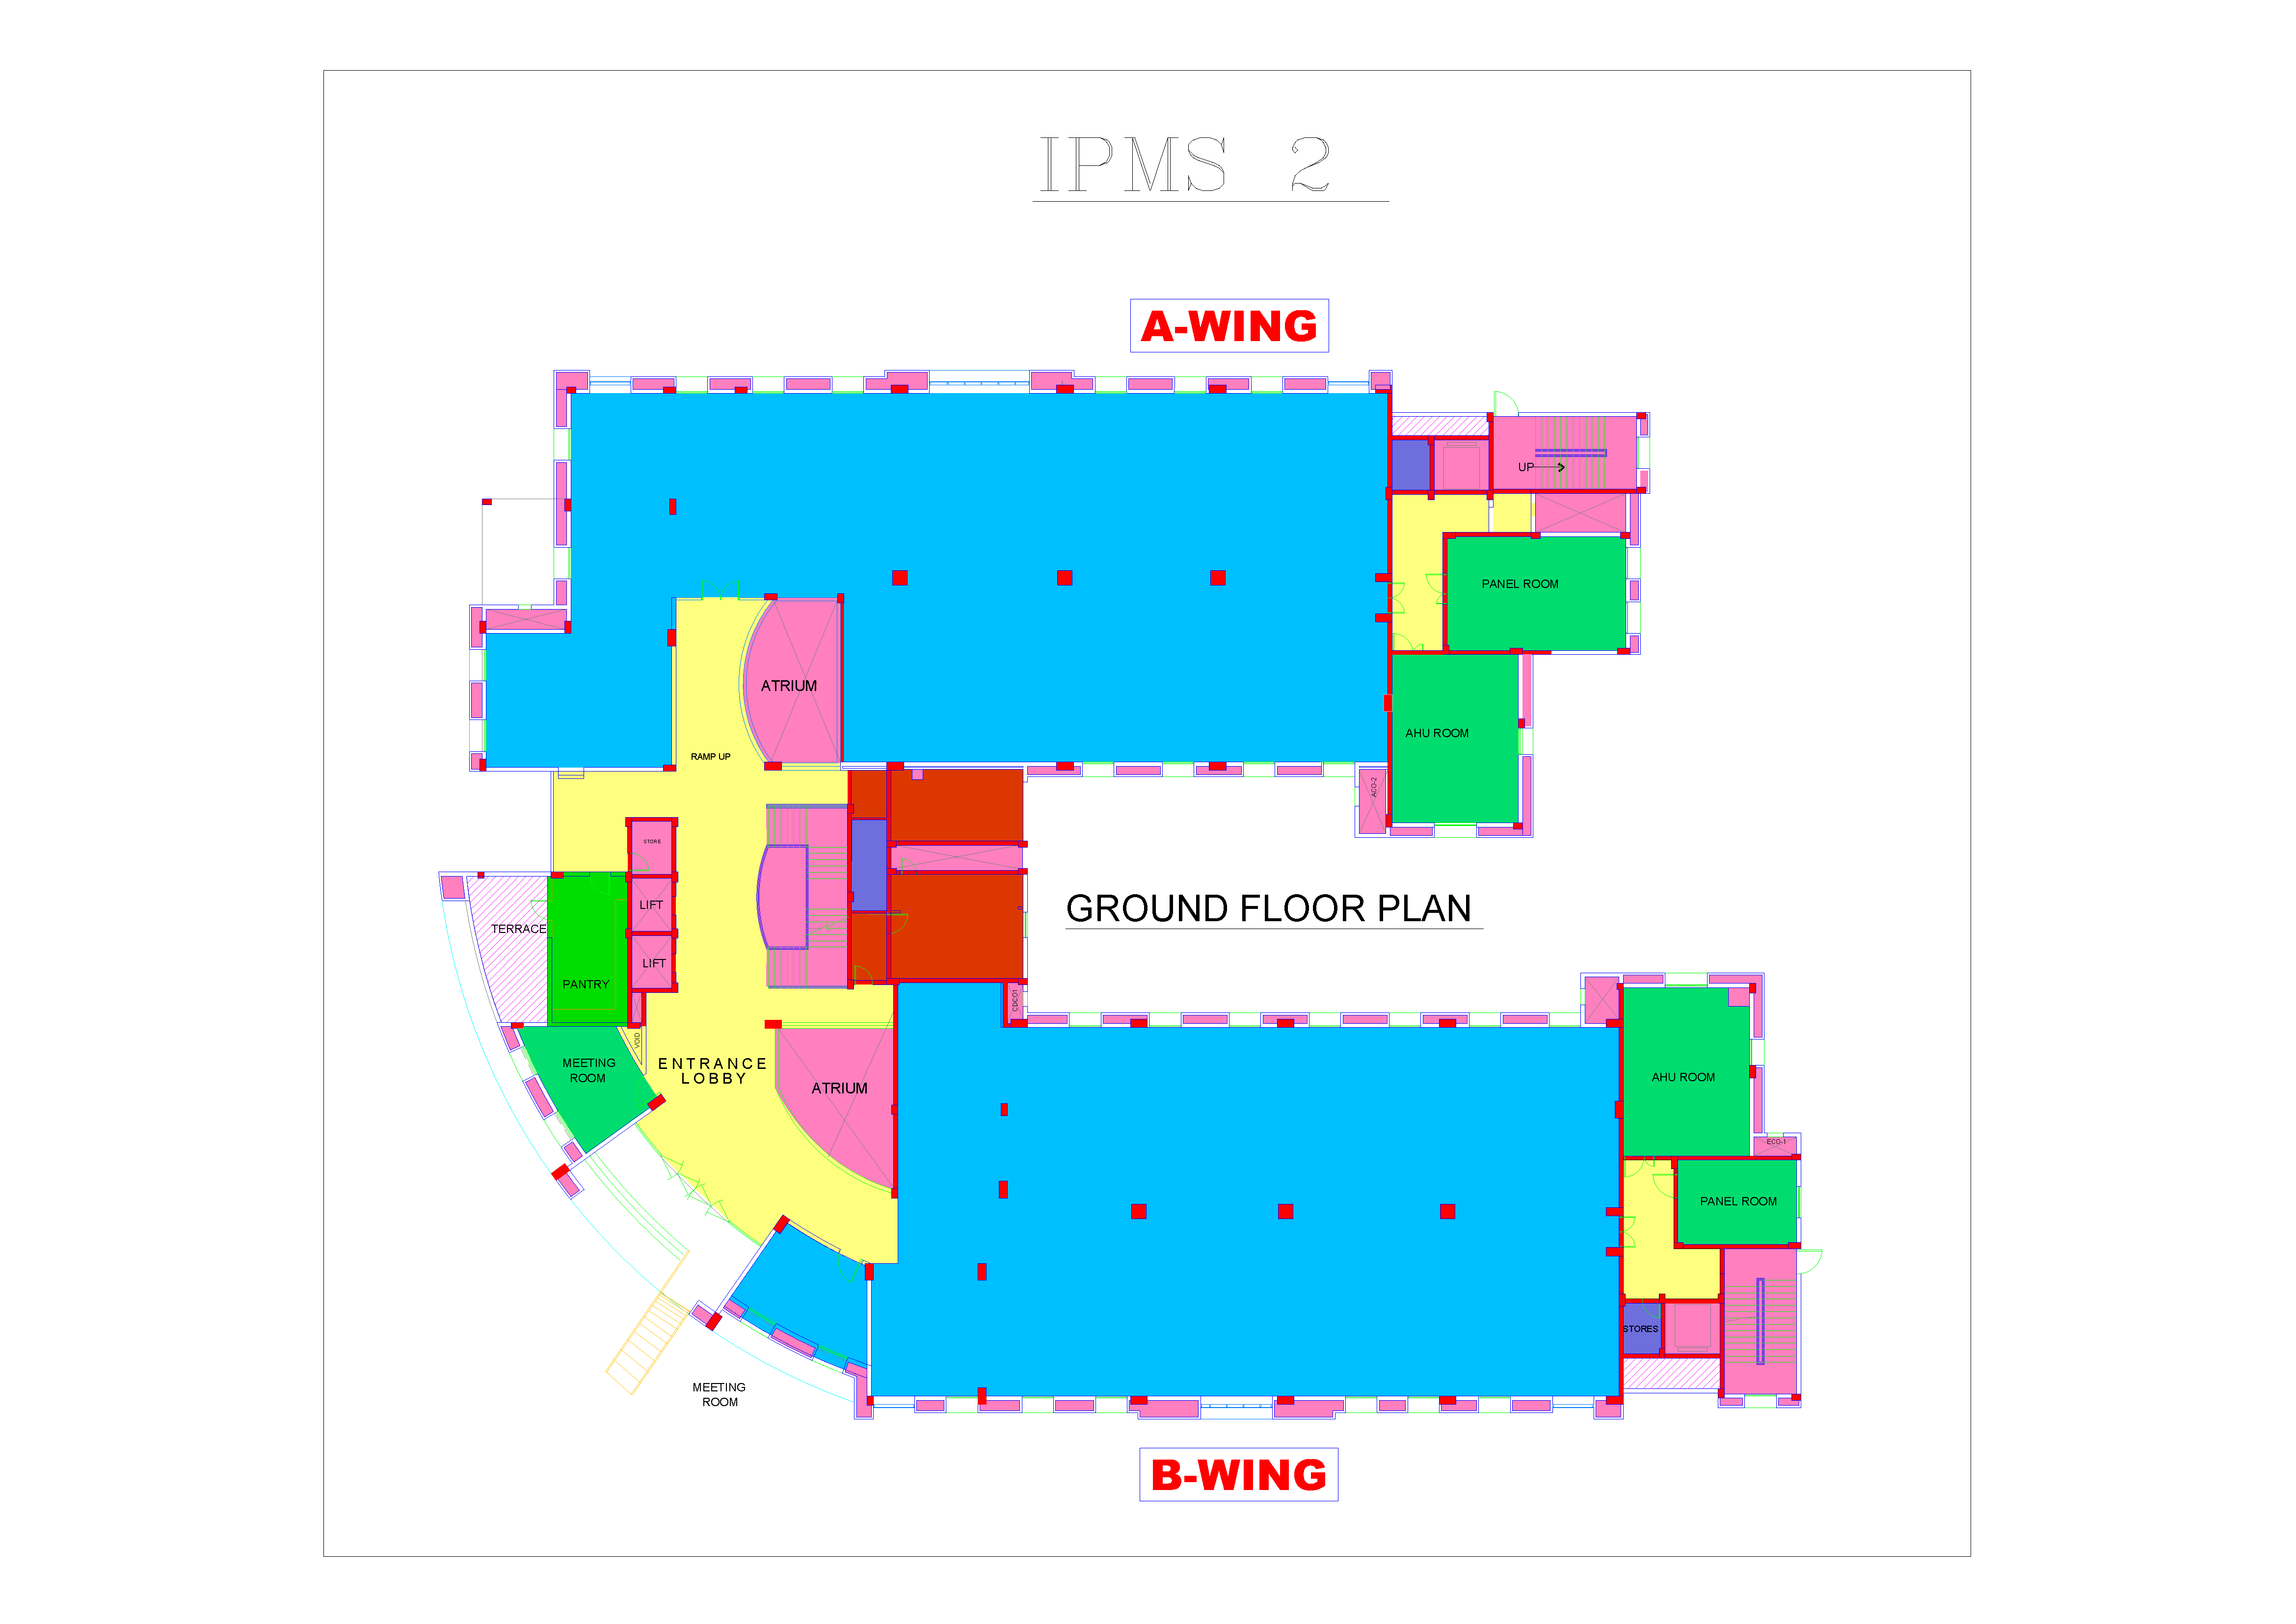 IPMS 2
A-WING
UP
PANEL ROOM
ATRIUM
AHU ROOM
RAMP UP
ACO-2
STORE
LIFT
GROUND FLOOR PLAN
TERRACE
LIFT
PANTRY
CDCO1
VOID
MEETING
ROOM
ENTRANCE
LOBBY
ATRIUM
AHU ROOM
ECO-1
PANEL ROOM
STORES
MEETING
ROOM
B-WING